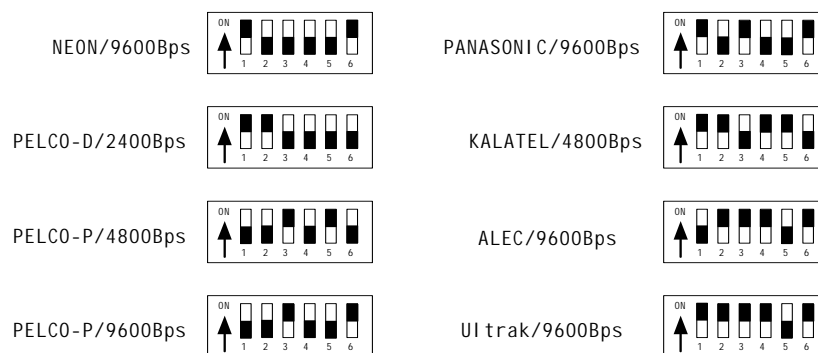 NEON/9600Bps ON 1 2 3 4 5 6
PANASONIC/9600Bps ON 1 2 3 4 5 6
PELCO-D/2400Bps ON 1 2 3 4 5 6
KALATEL/4800Bps ON 1 2 3 4 5 6
PELCO-P/4800Bps ON 1 2 3 4 5 6
ALEC/9600Bps ON 1 2 3 4 5 6
PELCO-P/9600Bps ON 1 2 3 4 5 6
Ultrak/9600Bps ON 1 2 3 4 5 6